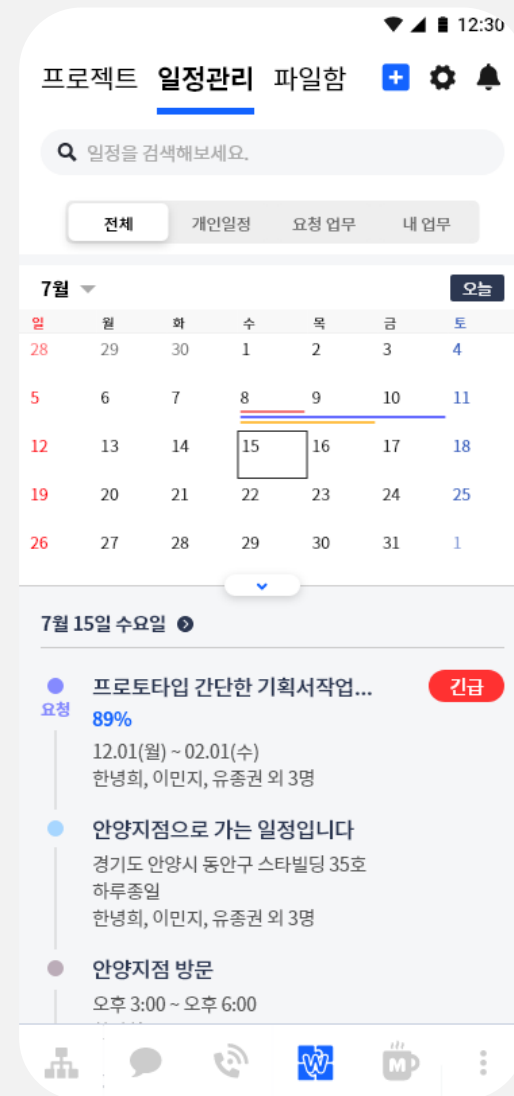 12:30
프로젝트 일정관리 파일함
일정을 검색해보세요.
전체 개인일정 요청 업무 내 업무
7월 오늘
일 월 화 수 목 금 토
28 29 30 1 2 3 4
5 6 7 8 9 10 11
12 13 14 15 16 17 18
19 20 21 22 23 24 25
26 27 28 29 30 31 1
7월 15일 수요일
프로토타입 간단한 기획서작업... 긴급
요청 89%
12.01(월) ~ 02.01(수)
한녕희, 이민지, 유종권 외 3명
안양지점으로 가는 일정입니다
경기도 안양시 동안구 스타빌딩 35호
하루종일
한녕희, 이민지, 유종권 외 3명
안양지점 방문
오후 3:00 ~ 오후 6:00
W M